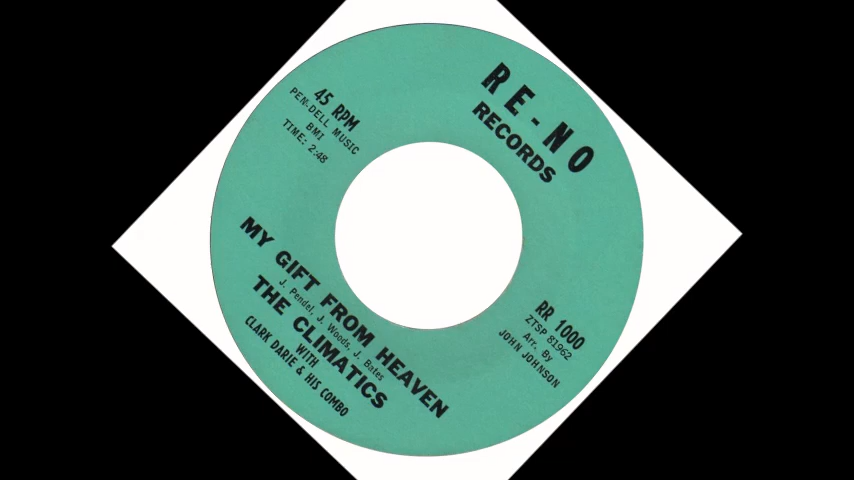 RE-NO
RECORDS
45 RPM
PEN-DELL MUSIC
BMI
TIME: 2:48
RR 1000
ZTSP 81962
Arr. By
JOHN JOHNSON
MY GIFT FROM HEAVEN
J. Pendel, J. Woods, J. Bates
THE CLIMATICS
WITH
CLARK DARIE & HIS COMBO